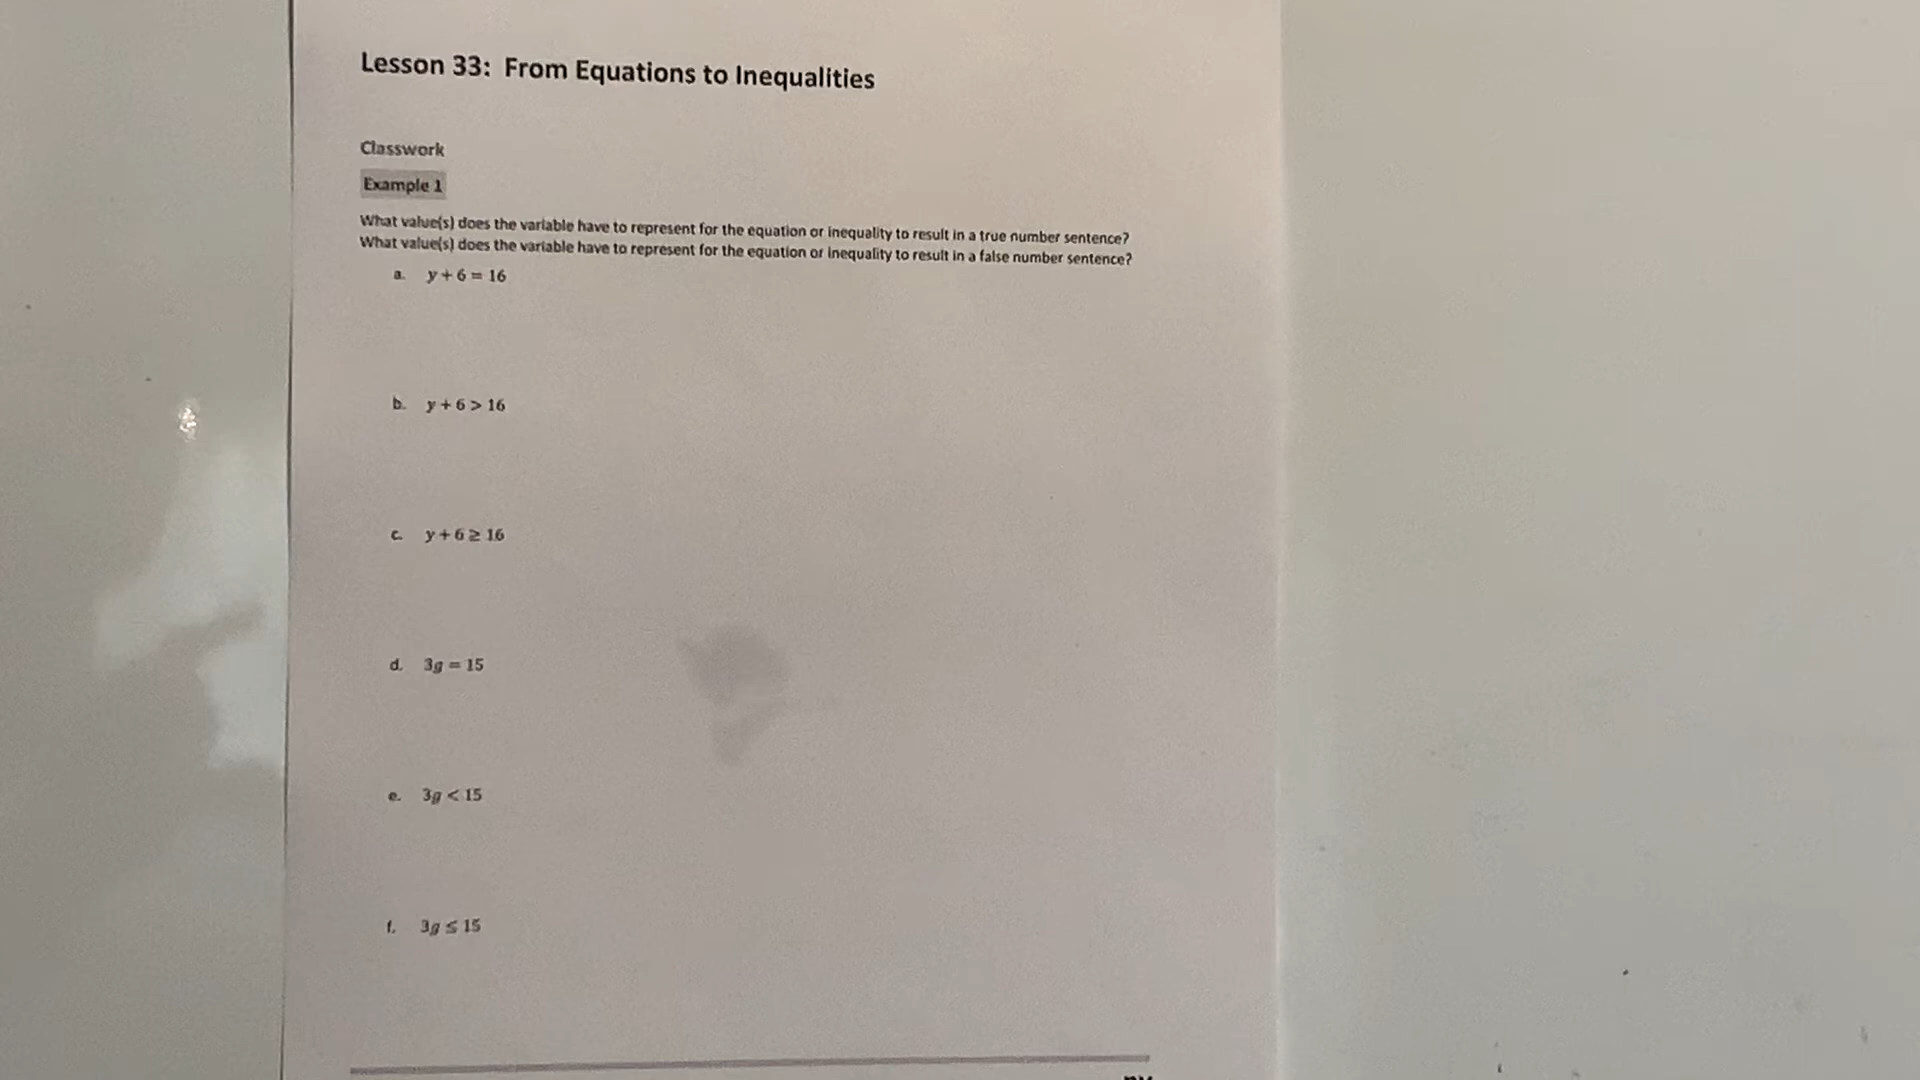 Lesson 33: From Equations to Inequalities
Classwork
Example 1
What value(s) does the variable have to represent for the equation or inequality to result in a true number sentence?
What value(s) does the variable have to represent for the equation or inequality to result in a false number sentence?
a. y + 6 = 16
b. y + 6 > 16
c. y + 6 ≥ 16
d. 3g = 15
e. 3g < 15
f. 3g ≤ 15